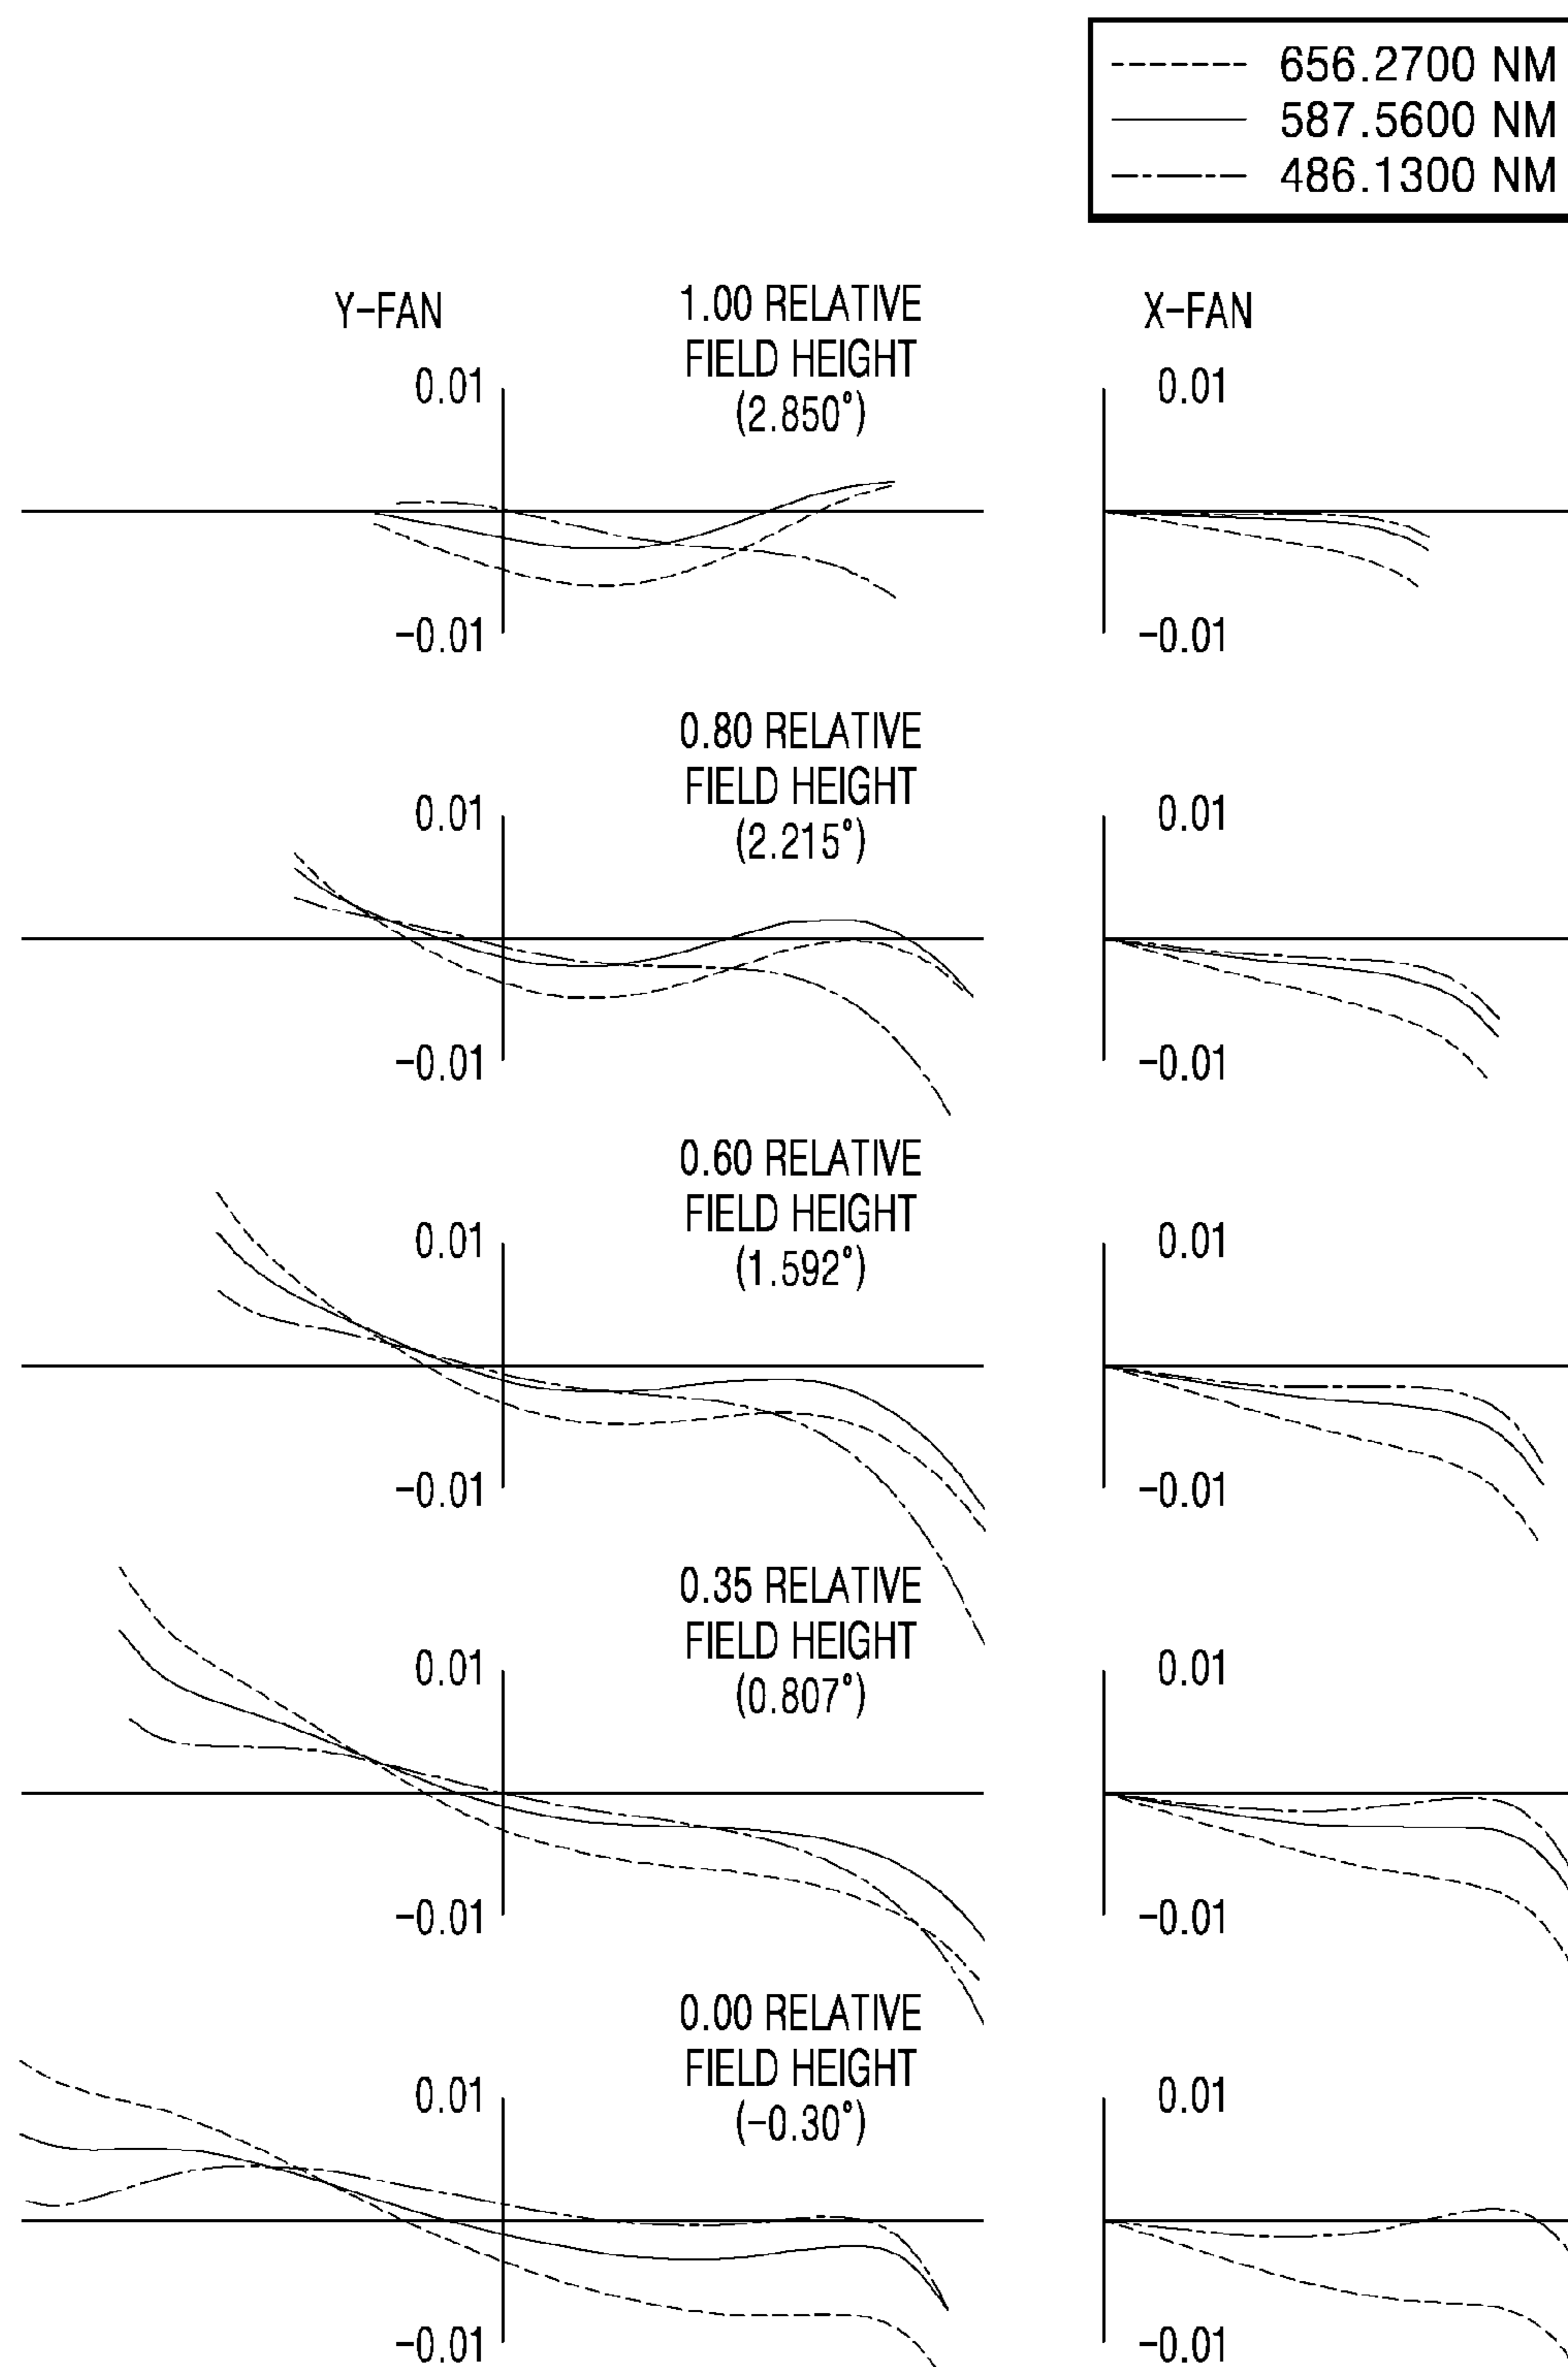 656.2700 NM
587.5600 NM
486.1300 NM
Y-FAN
1.00 RELATIVE
FIELD HEIGHT
(2.850°)
X-FAN
0.01
0.01
-0.01
-0.01
0.80 RELATIVE
FIELD HEIGHT
(2.215°)
0.01
0.01
-0.01
-0.01
0.60 RELATIVE
FIELD HEIGHT
(1.592°)
0.01
0.01
-0.01
-0.01
0.35 RELATIVE
FIELD HEIGHT
(0.807°)
0.01
0.01
-0.01
-0.01
0.00 RELATIVE
FIELD HEIGHT
(-0.30°)
0.01
0.01
-0.01
-0.01